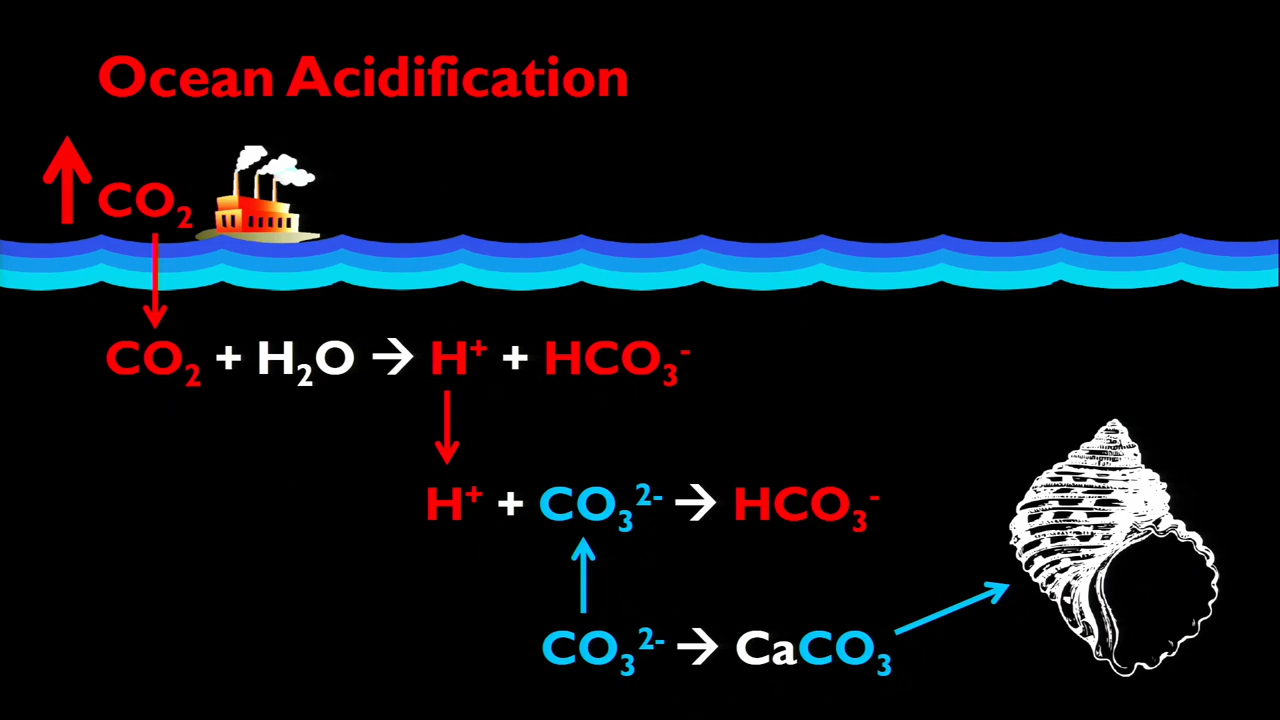 Ocean Acidification
CO₂
CO₂ + H₂O → H⁺ + HCO₃⁻
H⁺ + CO₃²⁻ → HCO₃⁻
CO₃²⁻ → CaCO₃